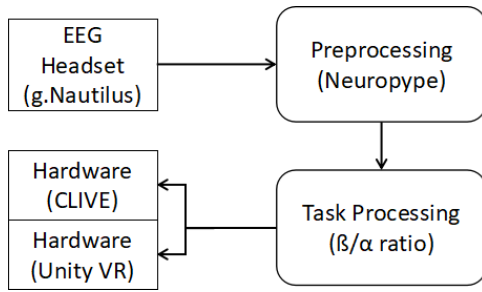 EEG
Headset
(g.Nautilus)
Preprocessing
(Neuropype)
Hardware
(CLIVE)
Hardware
(Unity VR)
Task Processing
(ß/α ratio)